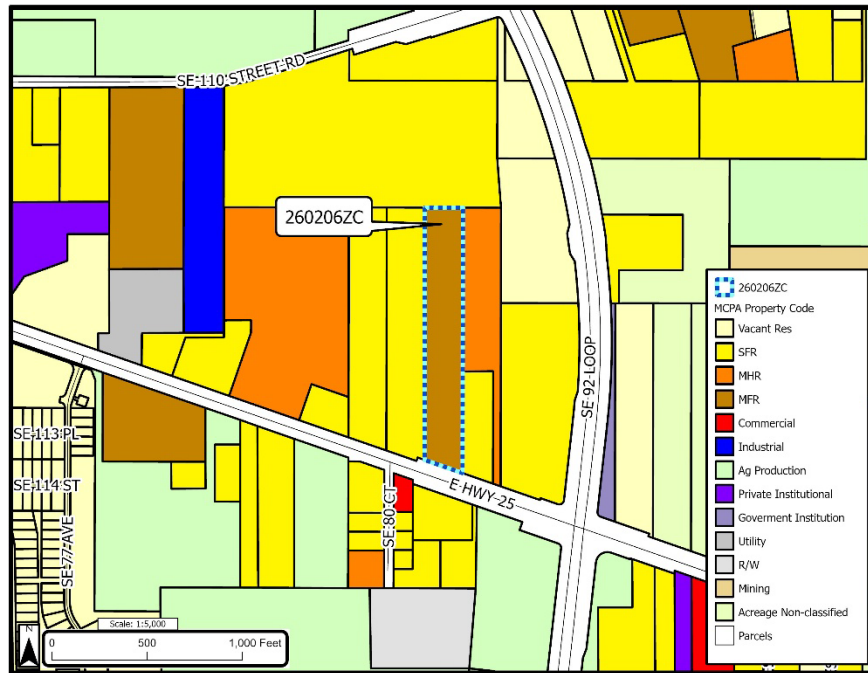 SE-110 STREET RD
260206ZC
SE-92-LOOP
E-HWY-25
SE-80-CT
SE-113 PL
SE-114 ST
SE-77-AVE
260206ZC
MCPA Property Code
Vacant Res
SFR
MHR
MFR
Commercial
Industrial
Ag Production
Private Institutional
Goverment Institution
Utility
R/W
Mining
Acreage Non-classified
Parcels
N
Scale: 1:5,000
0 500 1,000 Feet